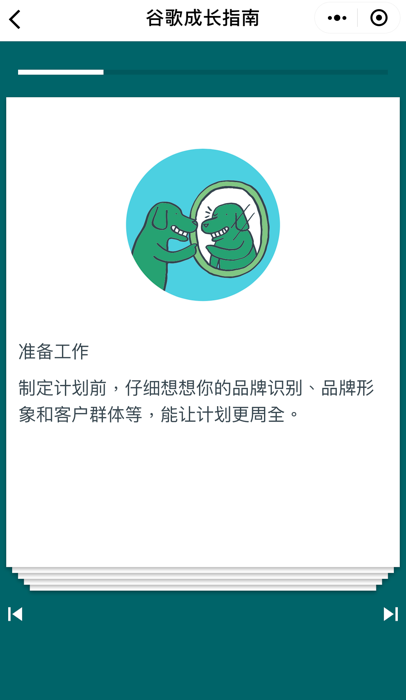 谷歌成长指南
准备工作
制定计划前，仔细想想你的品牌识别、品牌形
象和客户群体等，能让计划更周全。